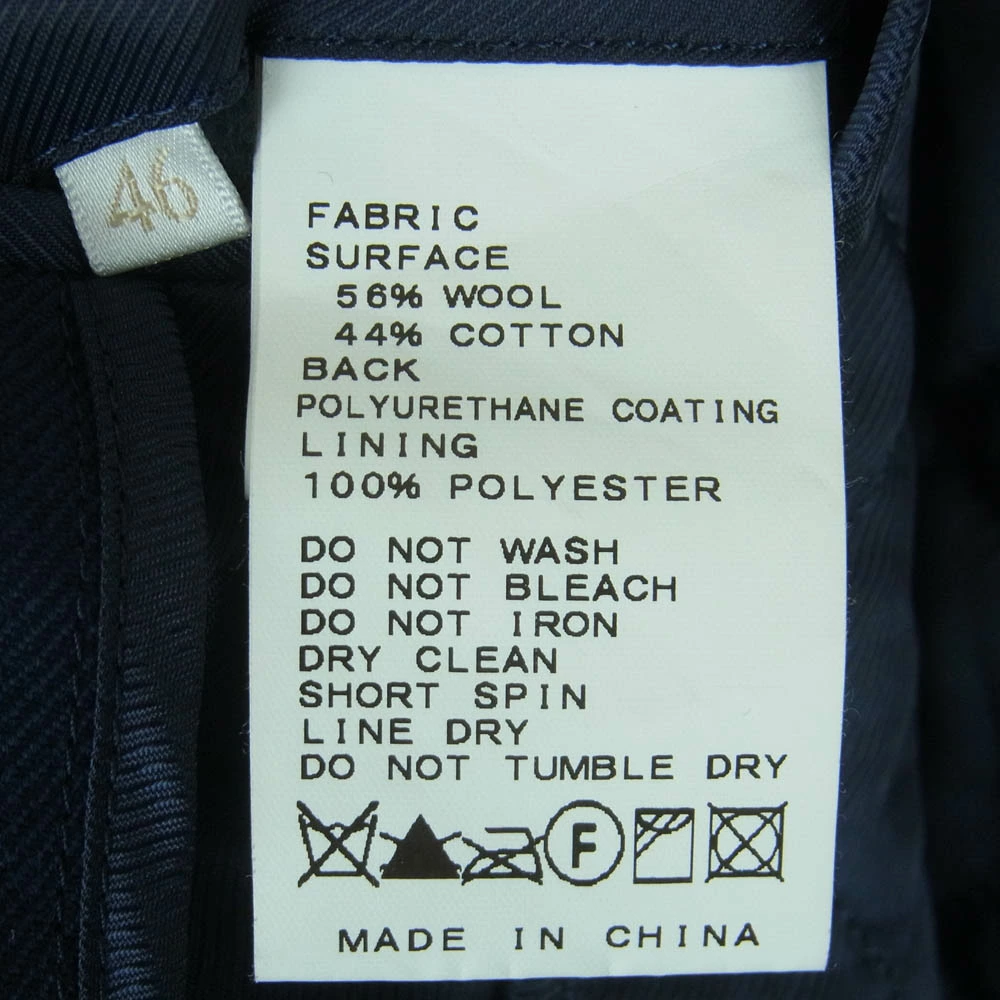 46
FABRIC
SURFACE
56% WOOL
44% COTTON
BACK
POLYURETHANE COATING
LINING
100% POLYESTER
DO NOT WASH
DO NOT BLEACH
DO NOT IRON
DRY CLEAN
SHORT SPIN
LINE DRY
DO NOT TUMBLE DRY
F
MADE IN CHINA